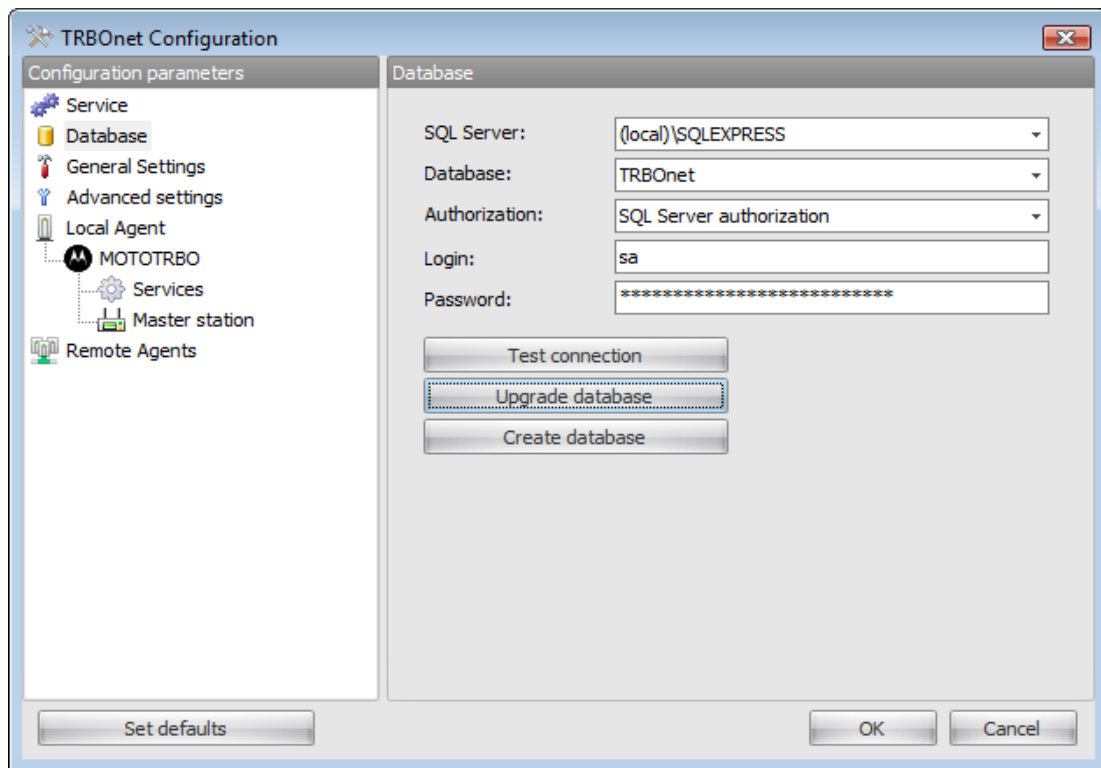 TRBOnet Configuration
Configuration parameters
Service
Database
General Settings
Advanced settings
Local Agent
MOTOTRBO
Services
Master station
Remote Agents
Database
SQL Server: (local)\SQLEXPRESS
Database: TRBOnet
Authorization: SQL Server authorization
Login: sa
Password: **************************
Test connection
Upgrade database
Create database
Set defaults
OK
Cancel